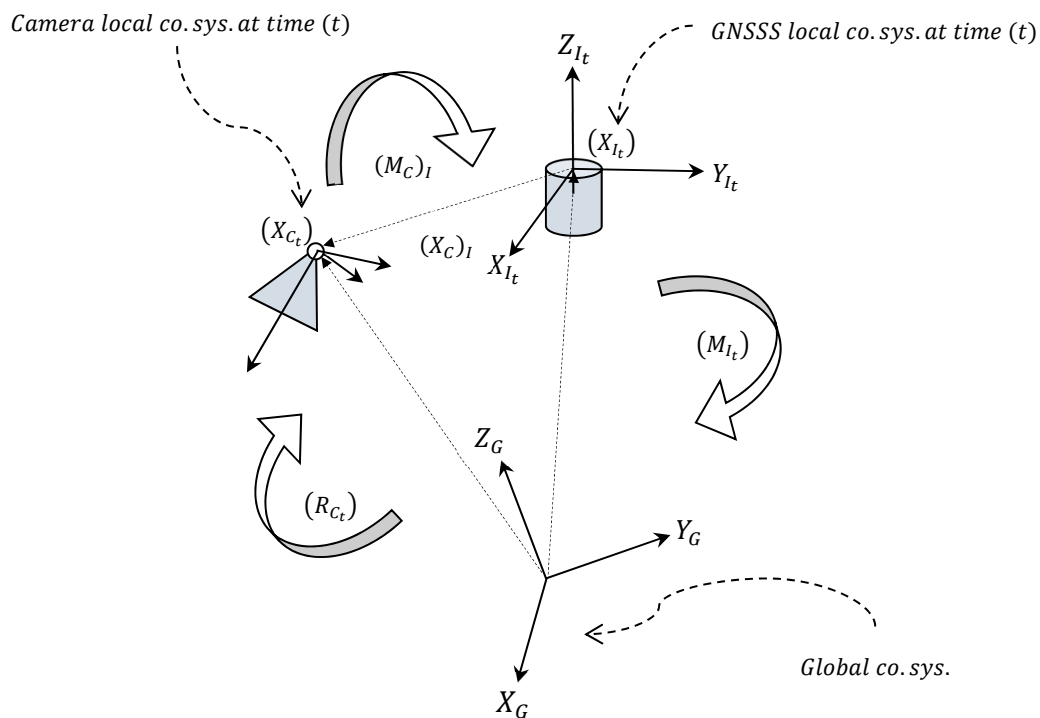 Camera local co. sys. at time (t)
GNSSS local co. sys. at time (t)
Z_{I_t}
(X_{I_t})
(M_C)_I
Y_{I_t}
(X_{C_t})
(X_C)_I
X_{I_t}
(M_{I_t})
Z_G
(R_{C_t})
Y_G
Global co. sys.
X_G